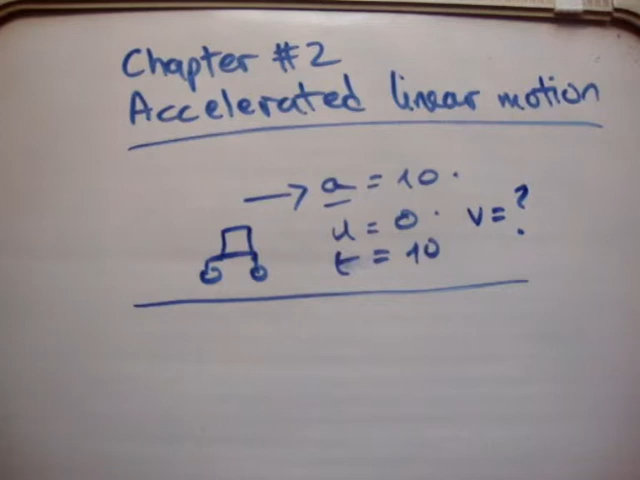 Chapter #2
Accelerated linear motion
→ a = 10.
u = 0. v = ?
t = 10